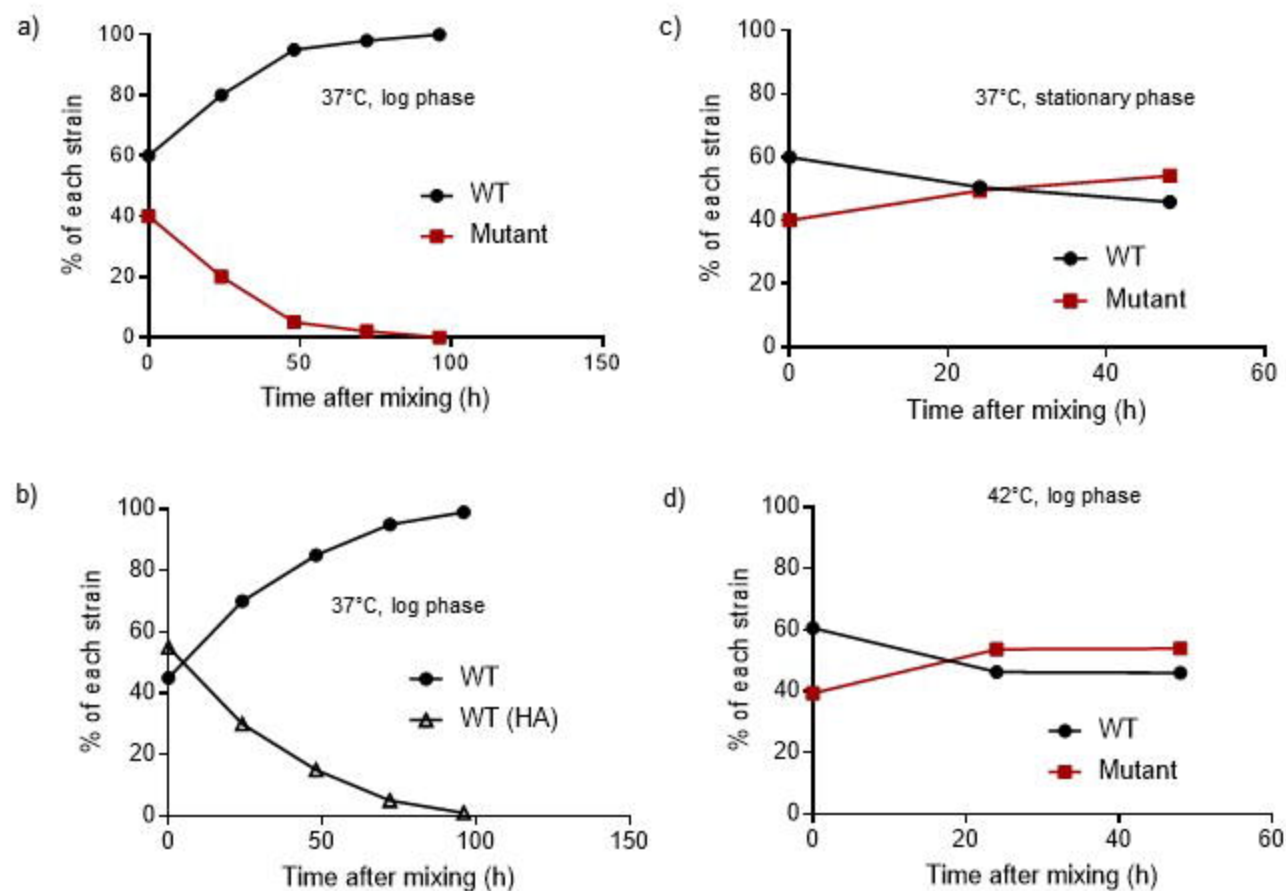 a)
% of each strain
100
80
60
40
20
0
37°C, log phase
WT
Mutant
0
50
100
150
Time after mixing (h)
b)
% of each strain
100
80
60
40
20
0
37°C, log phase
WT
WT (HA)
0
50
100
150
Time after mixing (h)
c)
% of each strain
100
80
60
40
20
0
37°C, stationary phase
WT
Mutant
0
20
40
60
Time after mixing (h)
d)
% of each strain
100
80
60
40
20
0
42°C, log phase
WT
Mutant
0
20
40
60
Time after mixing (h)